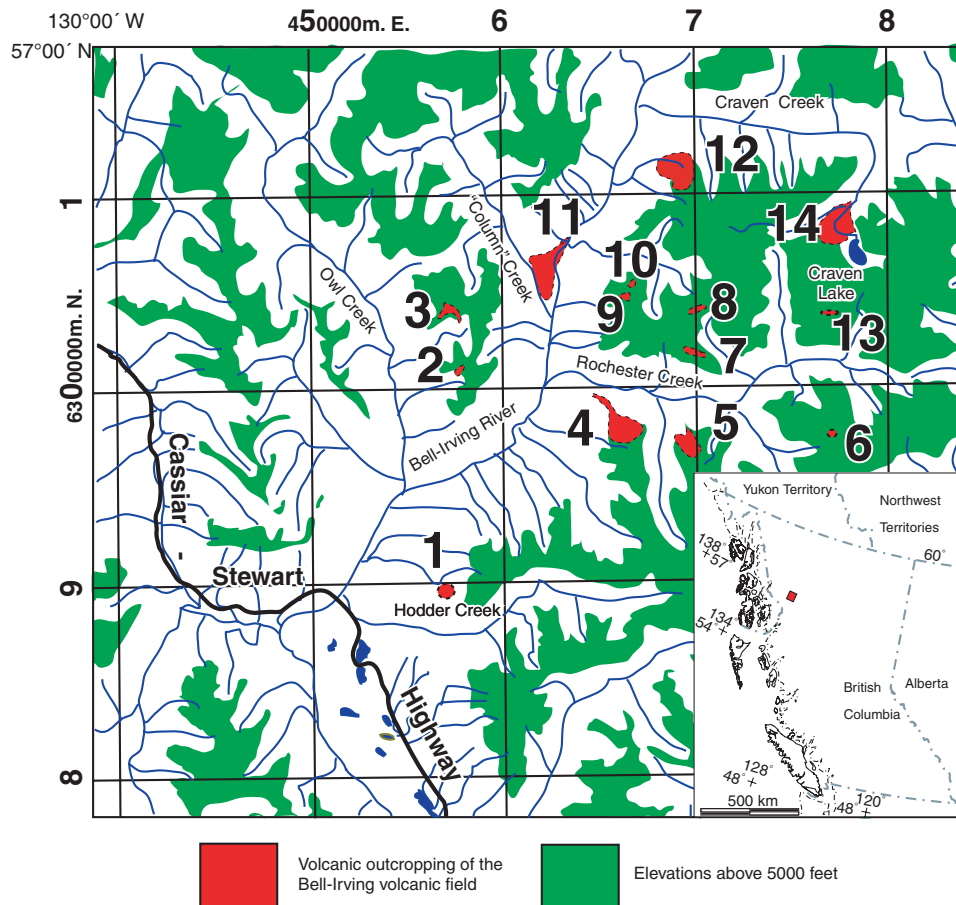 130°00´ W
450000m. E.
6
7
8
57°00´ N
Craven Creek
12
1
11
"Column" Creek
14
10
Owl Creek
Craven
Lake
3
9
8
13
2
7
6300000m. N.
Rochester Creek
4
5
6
Bell-Irving River
Cassiar -
Stewart
Highway
1
9
Hodder Creek
8
Yukon Territory
Northwest
Territories
138°
+57°
60°
134
54°+
British
Columbia
Alberta
128°
48°+
120°
48°+
500 km
Volcanic outcropping of the
Bell-Irving volcanic field
Elevations above 5000 feet